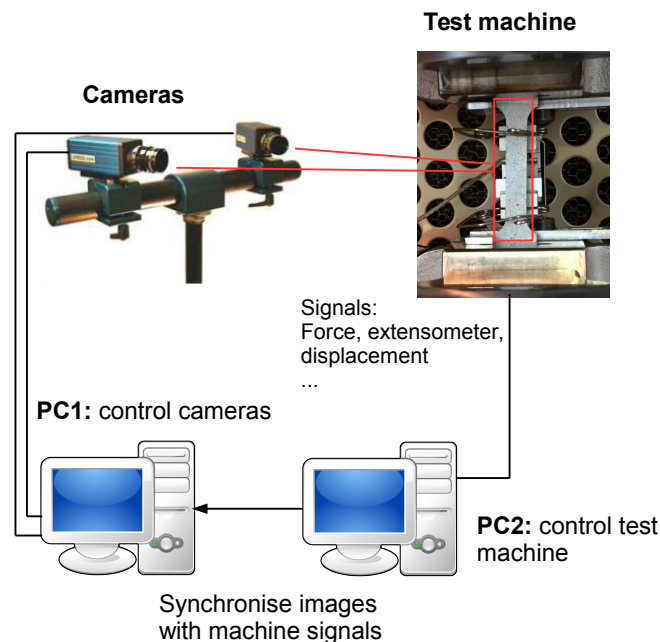 Test machine
Cameras
Signals:
Force, extensometer,
displacement
...
PC1: control cameras
PC2: control test
machine
Synchronise images
with machine signals